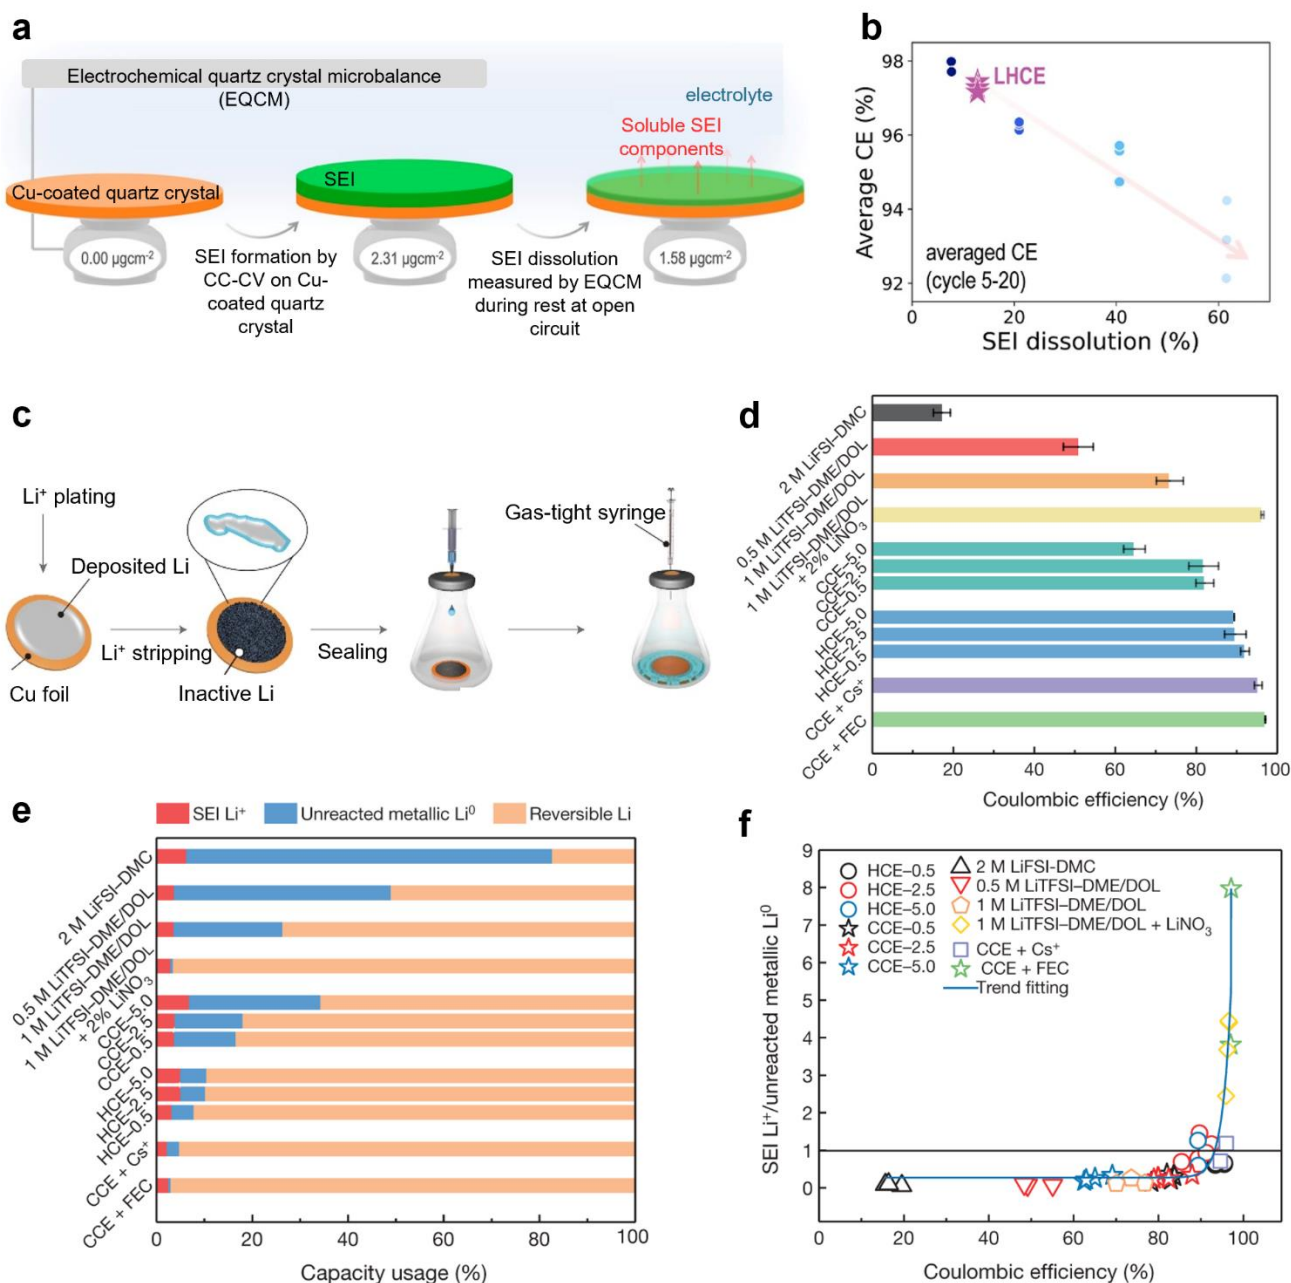 a
Electrochemical quartz crystal microbalance
(EQCM)
electrolyte
Soluble SEI
components
SEI
Cu-coated quartz crystal
0.00 µgcm-2
2.31 µgcm-2
1.58 µgcm-2
SEI formation by
CC-CV on Cu-
coated quartz
crystal
SEI dissolution
measured by EQCM
during rest at open
circuit
b
98
96
94
92
Average CE (%)
LHCE
averaged CE
(cycle 5-20)
0 20 40 60
SEI dissolution (%)
c
Li+ plating
Deposited Li
Li+ stripping
Cu foil
Inactive Li
Sealing
Gas-tight syringe
d
2 M LiFSI–DMC
0.5 M LiTFSI–DME/DOL
1 M LiTFSI–DME/DOL
1 M LiTFSI–DME/DOL
+ 2% LiNO3
CCE–5.0
CCE–2.5
CCE–0.5
HCE–5.0
HCE–2.5
HCE–0.5
CCE + Cs+
CCE + FEC
0 20 40 60 80 100
Coulombic efficiency (%)
e
SEI Li+ Unreacted metallic Li0 Reversible Li
2 M LiFSI–DMC
0.5 M LiTFSI–DME/DOL
1 M LiTFSI–DME/DOL
1 M LiTFSI–DME/DOL
+ 2% LiNO3
CCE–5.0
CCE–2.5
CCE–0.5
HCE–5.0
HCE–2.5
HCE–0.5
CCE + Cs+
CCE + FEC
0 20 40 60 80 100
Capacity usage (%)
f
9
8
7
6
5
4
3
2
1
0
SEI Li+/unreacted metallic Li0
HCE–0.5
HCE–2.5
HCE–5.0
CCE–0.5
CCE–2.5
CCE–5.0
2 M LiFSI-DMC
0.5 M LiTFSI–DME/DOL
1 M LiTFSI–DME/DOL
1 M LiTFSI–DME/DOL + LiNO3
CCE + Cs+
CCE + FEC
Trend fitting
0 20 40 60 80 100
Coulombic efficiency (%)